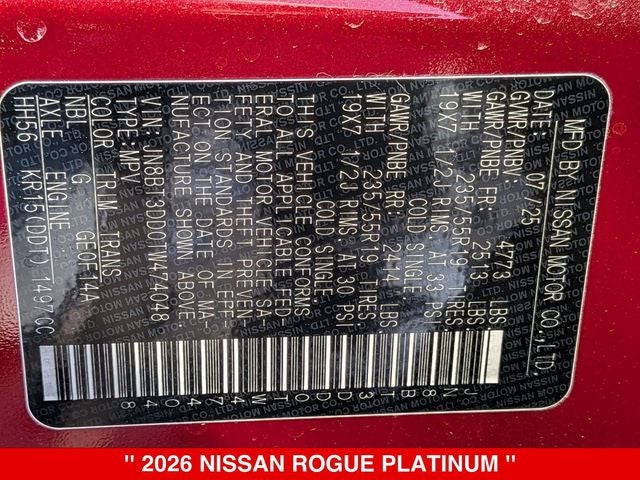 MFD BY NISSAN MOTOR CO., LTD.
DATE: 07/25
GVWR/PNBV: 4773 LBS
GAWR/PNBE FR: 2513 LBS
WITH 235/55R19 TIRES
19X7 1/2J RIMS AT 33 PSI
COLD SINGLE
GAWR/PNBE RR: 2414 LBS
WITH 235/55R19 TIRES
19X7 1/2J RIMS AT 30 PSI
COLD SINGLE
THIS VEHICLE CONFORMS
TO ALL APPLICABLE FED-
ERAL MOTOR VEHICLE SA-
FETY AND THEFT PREVEN-
TION STANDARDS IN EFF-
ECT ON THE DATE OF MA-
NUFACTURE SHOWN ABOVE.
VIN: JN8BT3DD0TW474048
TYPE: MPV
COLOR TRIM TRANS
NB G GEOF14A
AXLE ENGINE
HH56 KR15(DDT) 1497CC
JN8BT3DD0TW474048
" 2026 NISSAN ROGUE PLATINUM "